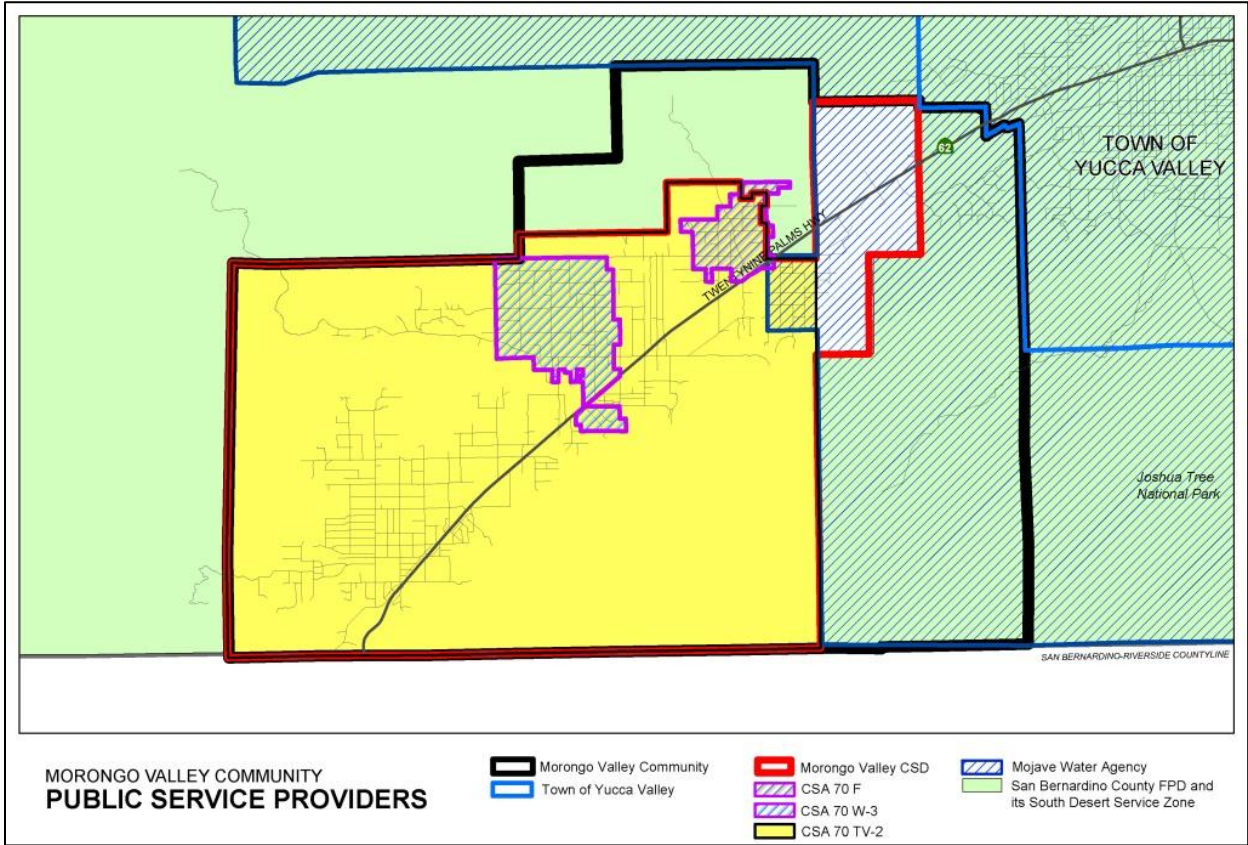 TOWN OF
YUCCA VALLEY
62
TWENTYNINE PALMS HWY
Joshua Tree
National Park
SAN BERNARDINO-RIVERSIDE COUNTYLINE
MORONGO VALLEY COMMUNITY
PUBLIC SERVICE PROVIDERS
Morongo Valley Community
Town of Yucca Valley
Morongo Valley CSD
CSA 70 F
CSA 70 W-3
CSA 70 TV-2
Mojave Water Agency
San Bernardino County FPD and
its South Desert Service Zone